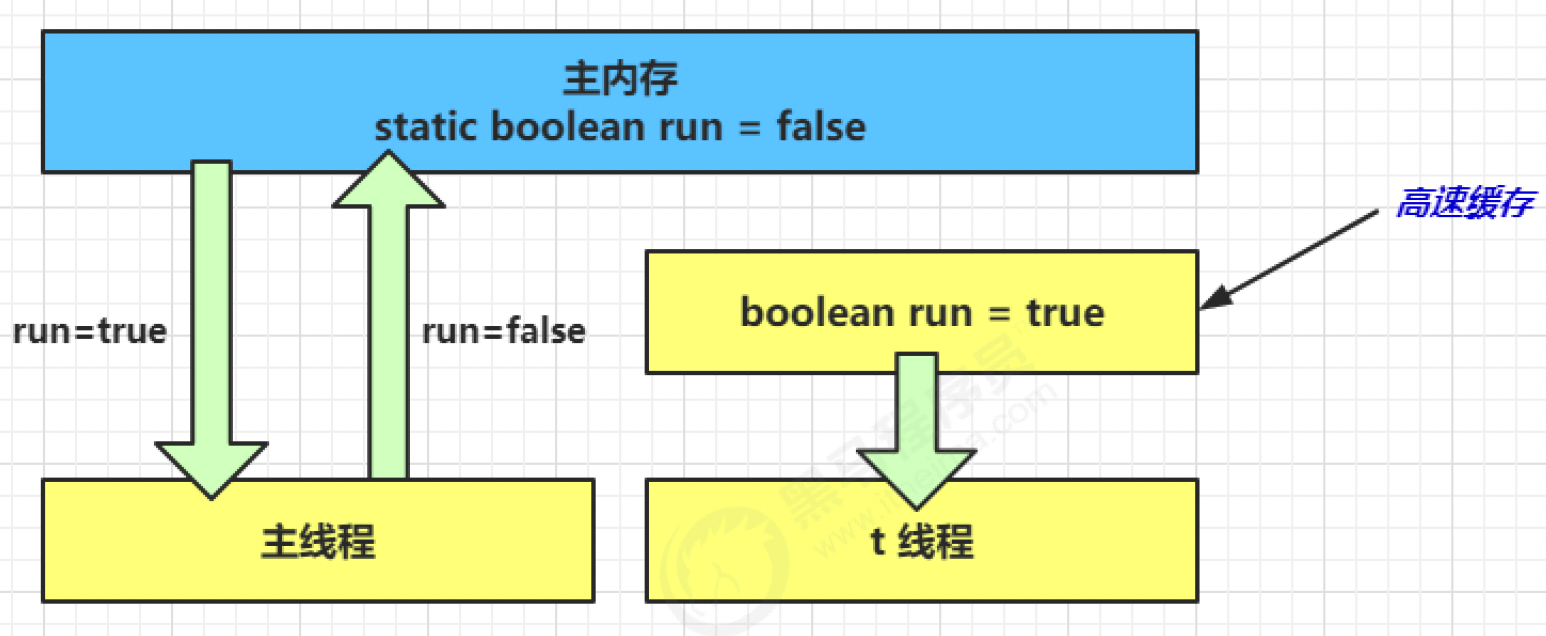 主内存
static boolean run = false
高速缓存
boolean run = true
run=true
run=false
主线程
t 线程
黑马程序员
www.itheima.com